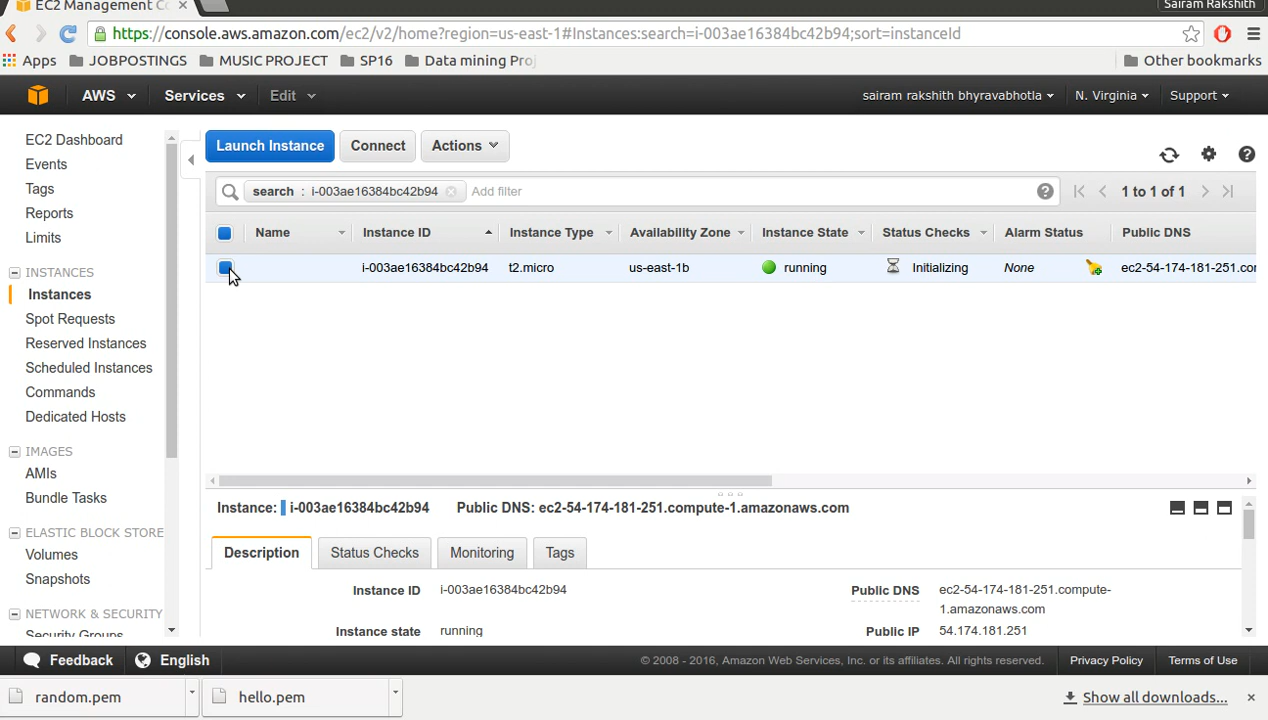 EC2 Management Co
Sairam Rakshith
https://console.aws.amazon.com/ec2/v2/home?region=us-east-1#Instances:search=i-003ae16384bc42b94;sort=instanceId
Apps JOBPOSTINGS MUSIC PROJECT SP16 Data mining Proj Other bookmarks
AWS Services Edit sairam rakshith bhyravabhotla N. Virginia Support
EC2 Dashboard
Events
Tags
Reports
Limits
INSTANCES
Instances
Spot Requests
Reserved Instances
Scheduled Instances
Commands
Dedicated Hosts
IMAGES
AMIs
Bundle Tasks
ELASTIC BLOCK STORE
Volumes
Snapshots
NETWORK & SECURITY
Security Groups
Launch Instance Connect Actions
search : i-003ae16384bc42b94 Add filter 1 to 1 of 1
Name Instance ID Instance Type Availability Zone Instance State Status Checks Alarm Status Public DNS
i-003ae16384bc42b94 t2.micro us-east-1b running Initializing None ec2-54-174-181-251.cor
Instance: i-003ae16384bc42b94 Public DNS: ec2-54-174-181-251.compute-1.amazonaws.com
Description Status Checks Monitoring Tags
Instance ID i-003ae16384bc42b94 Public DNS ec2-54-174-181-251.compute-
1.amazonaws.com
Instance state running Public IP 54.174.181.251
Feedback English © 2008 - 2016, Amazon Web Services, Inc. or its affiliates. All rights reserved. Privacy Policy Terms of Use
random.pem hello.pem Show all downloads...